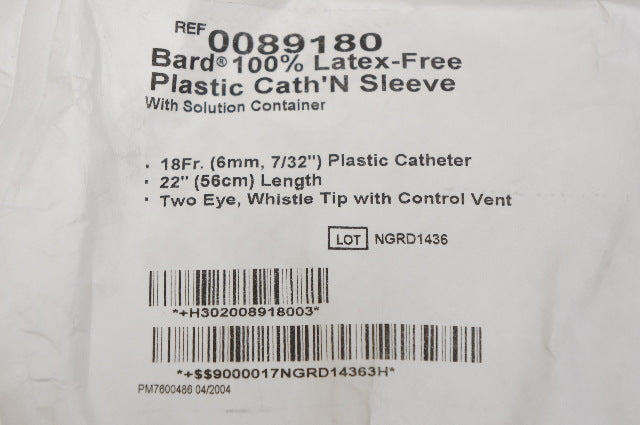 REF 0089180
Bard® 100% Latex-Free
Plastic Cath'N Sleeve
With Solution Container
· 18Fr. (6mm, 7/32") Plastic Catheter
· 22" (56cm) Length
· Two Eye, Whistle Tip with Control Vent
LOT NGRD1436
*+H302008918003*
*+$$9000017NGRD14363H*
PM7600486 04/2004